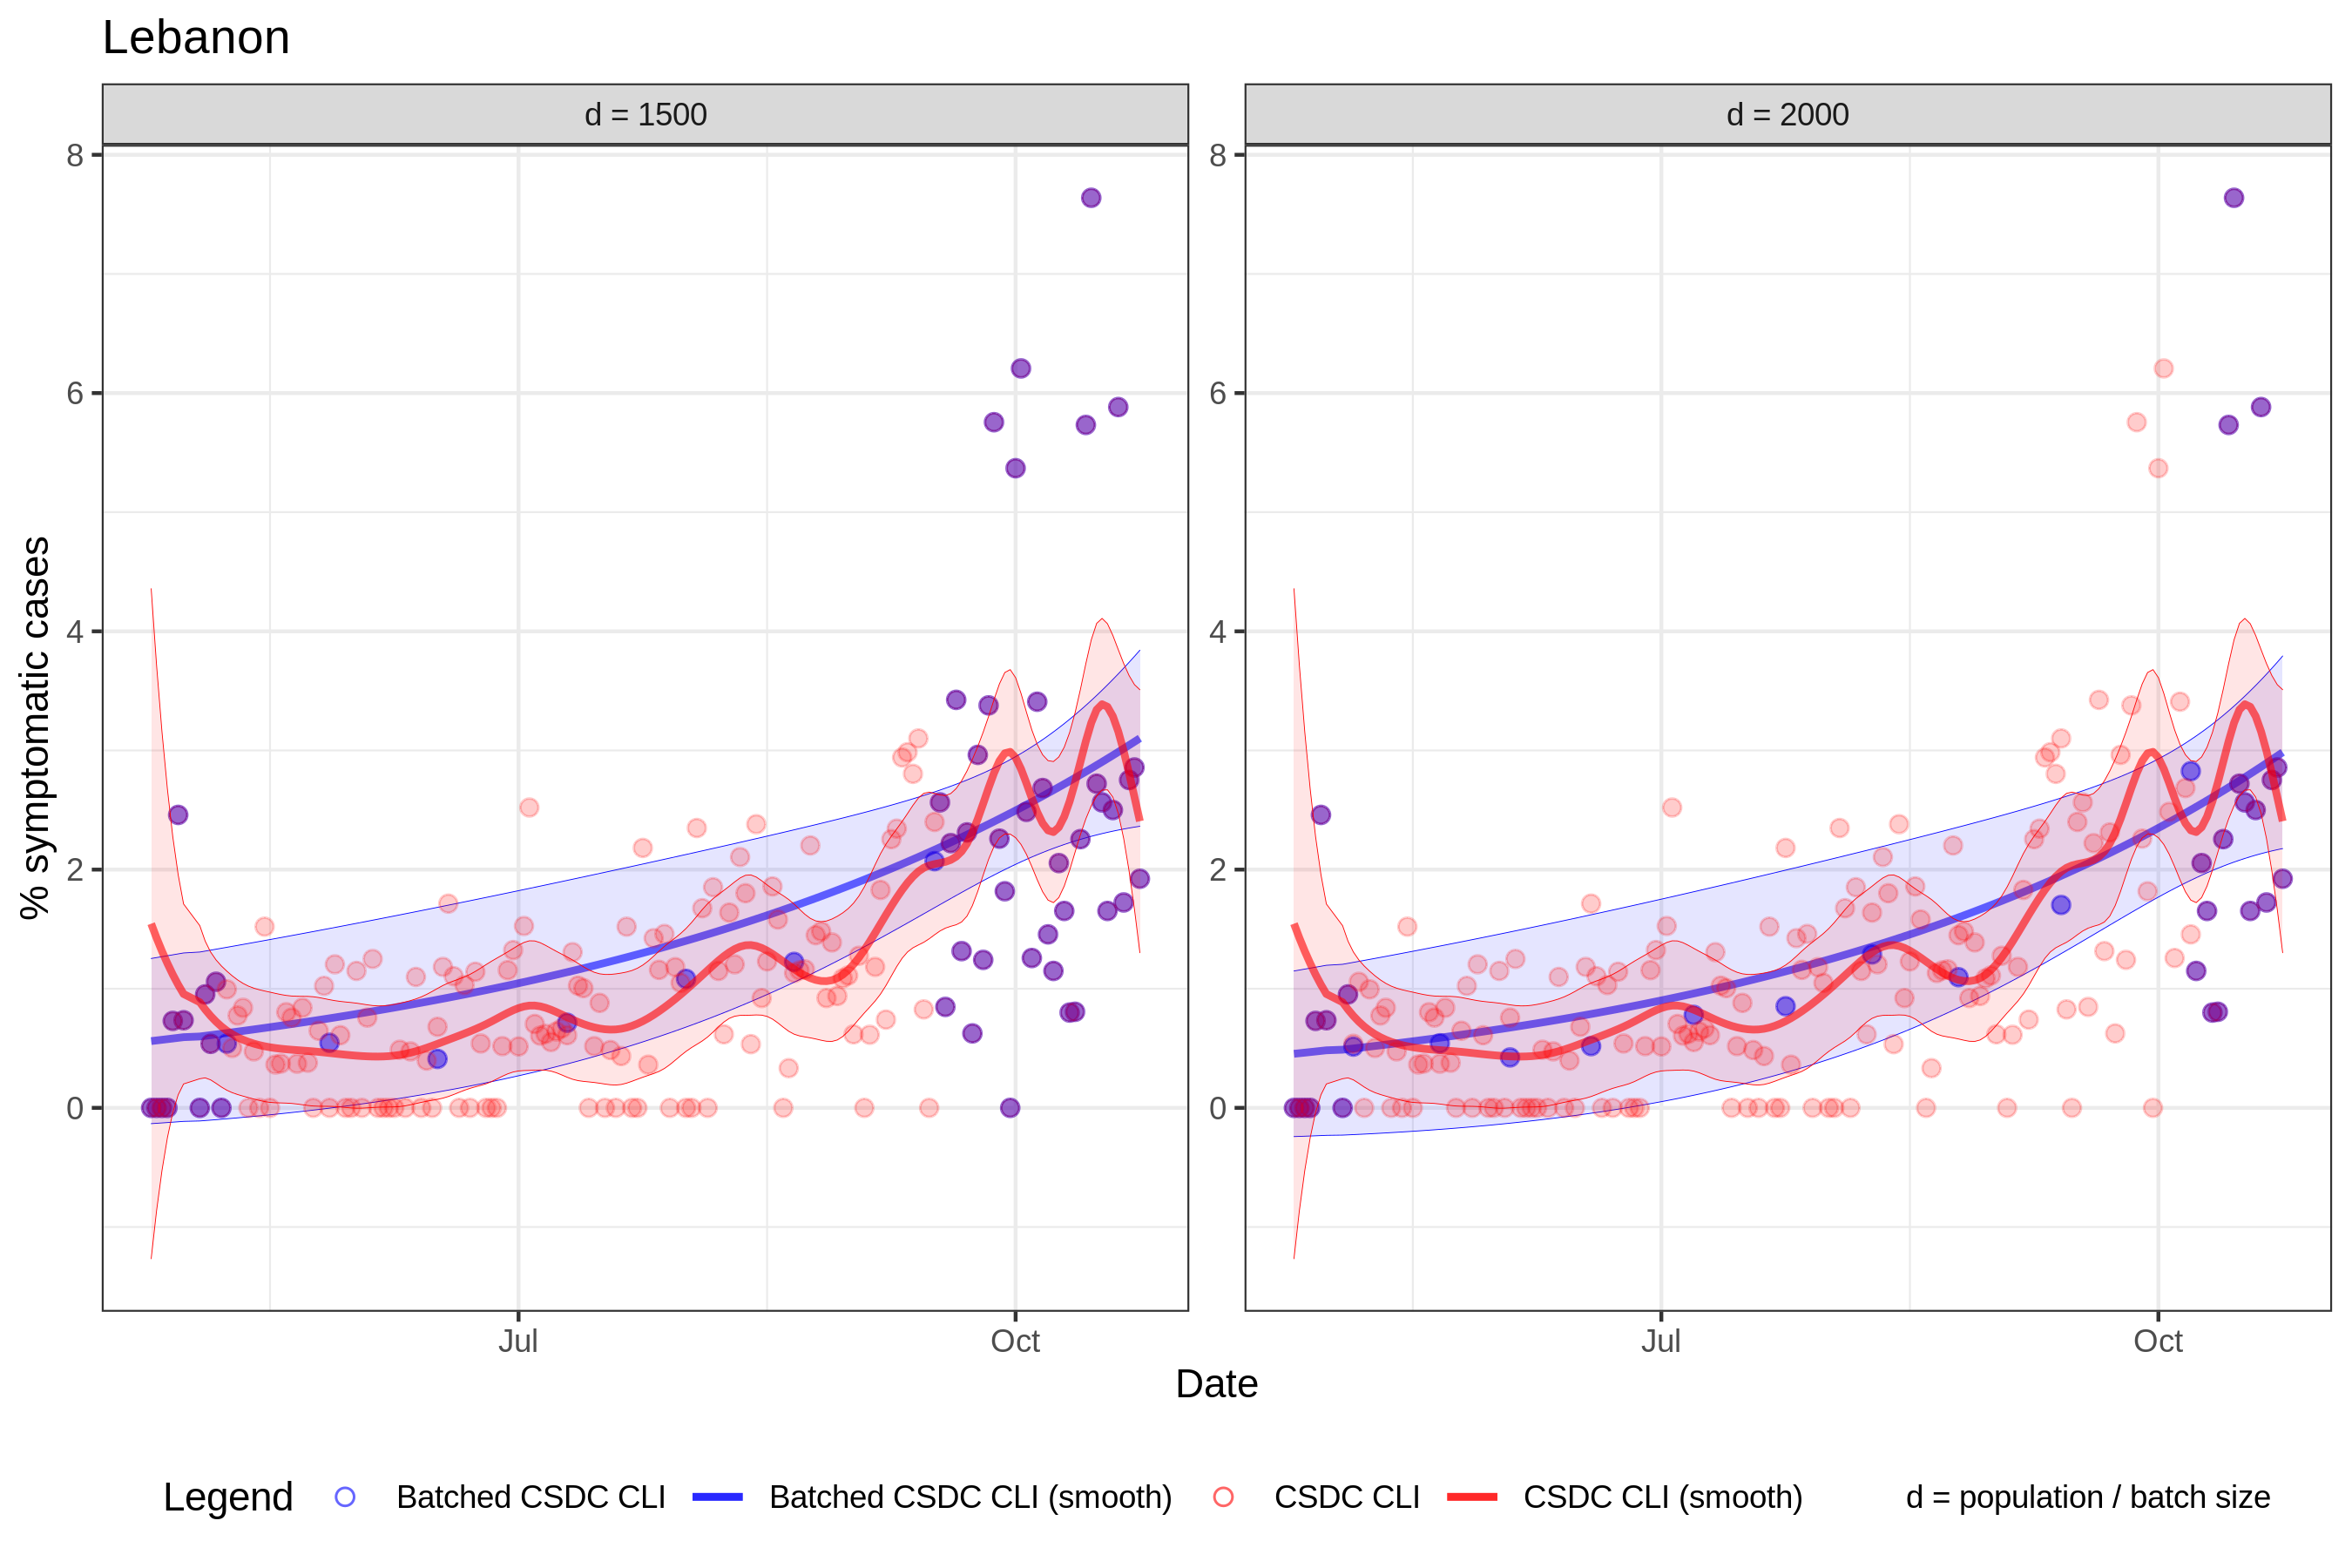 Lebanon
d = 1500
d = 2000
% symptomatic cases
8
6
4
2
0
8
6
4
2
0
Jul
Oct
Jul
Oct
Date
Legend
Batched CSDC CLI
Batched CSDC CLI (smooth)
CSDC CLI
CSDC CLI (smooth)
d = population / batch size